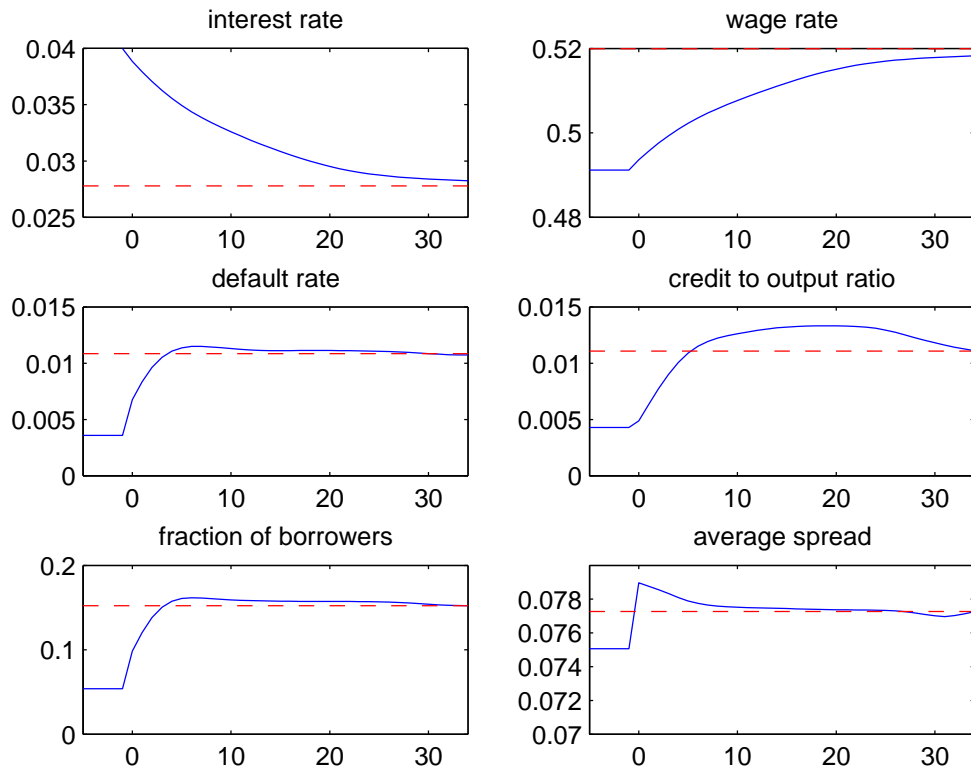 interest rate
0.04
0.035
0.03
0.025
0 10 20 30
wage rate
0.52
0.5
0.48
0 10 20 30
default rate
0.015
0.01
0.005
0
0 10 20 30
credit to output ratio
0.015
0.01
0.005
0
0 10 20 30
fraction of borrowers
0.2
0.1
0
0 10 20 30
average spread
0.078
0.076
0.074
0.072
0.07
0 10 20 30